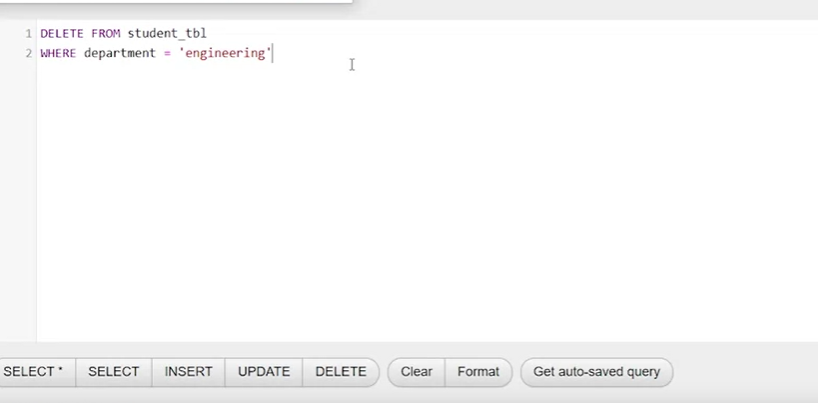 1 DELETE FROM student_tbl
2 WHERE department = 'engineering'
SELECT * SELECT INSERT UPDATE DELETE Clear Format Get auto-saved query